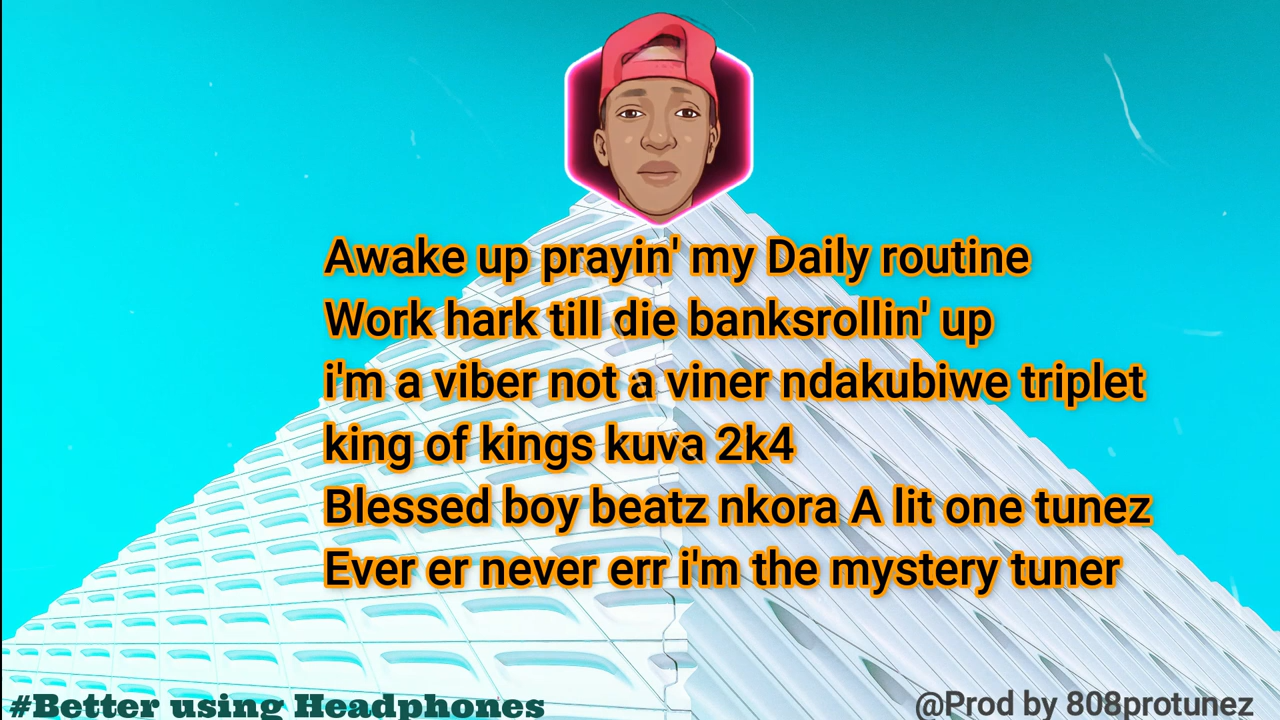 Awake up prayin' my Daily routine
Work hark till die banksrollin' up
i'm a viber not a viner ndakubiwe triplet
king of kings kuva 2k4
Blessed boy beatz nkora A lit one tunez
Ever er never err i'm the mystery tuner
#Better using Headphones
@Prod by 808protunez